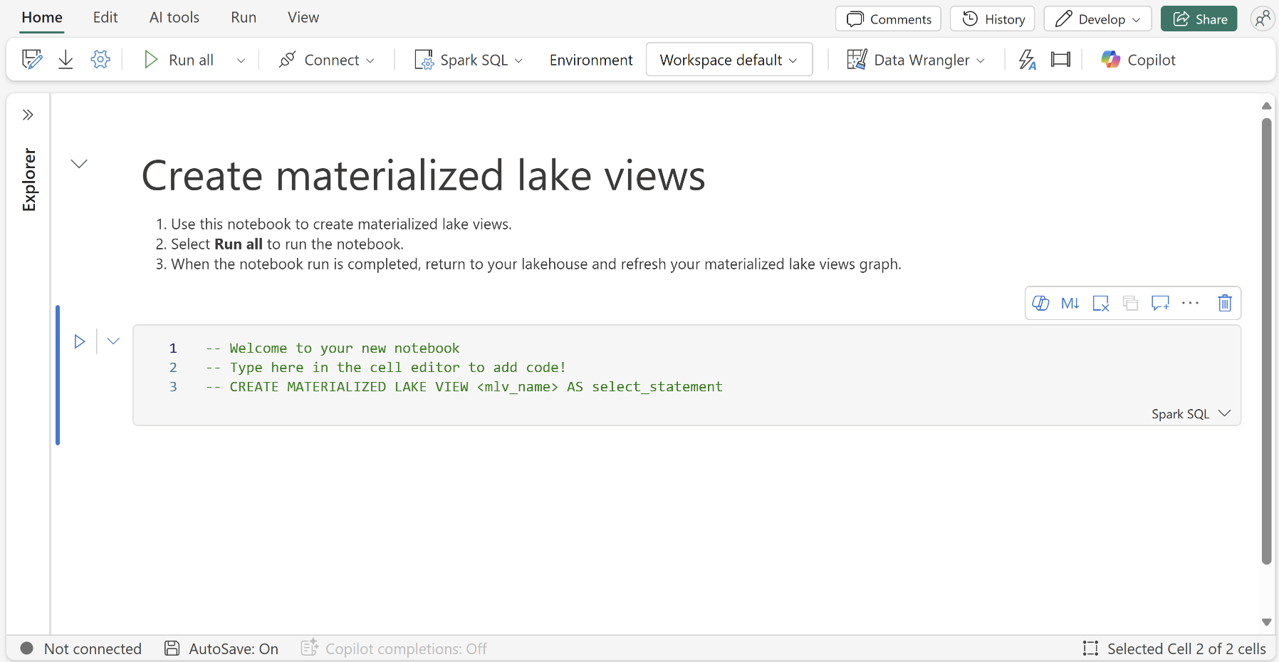 Home Edit AI tools Run View Comments History Develop Share
Run all Connect Spark SQL Environment Workspace default Data Wrangler Copilot
Explorer
Create materialized lake views
1. Use this notebook to create materialized lake views.
2. Select Run all to run the notebook.
3. When the notebook run is completed, return to your lakehouse and refresh your materialized lake views graph.
M↓ ...
1 -- Welcome to your new notebook
2 -- Type here in the cell editor to add code!
3 -- CREATE MATERIALIZED LAKE VIEW <mlv_name> AS select_statement
Spark SQL
Not connected AutoSave: On Copilot completions: Off Selected Cell 2 of 2 cells